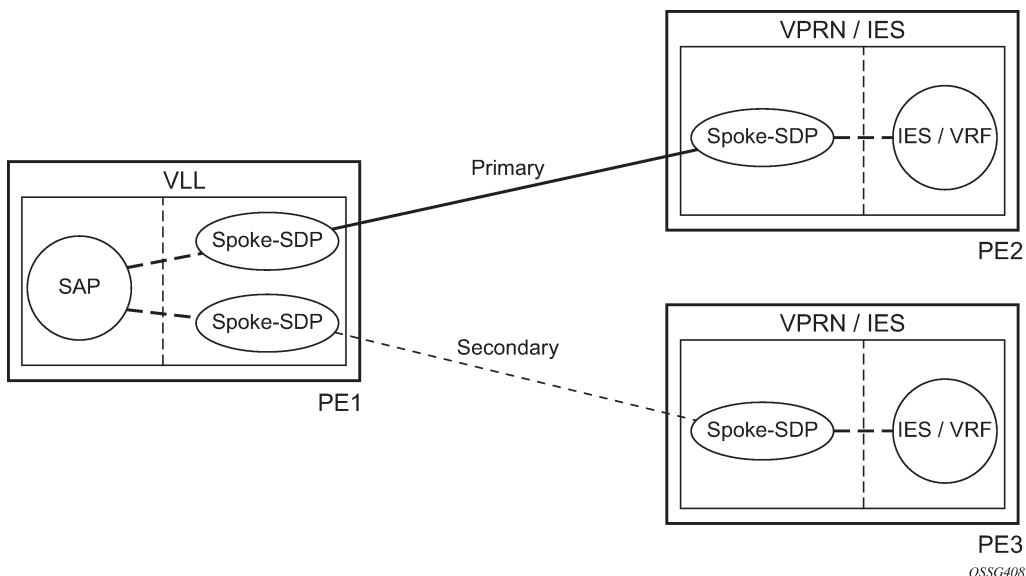 VPRN / IES
Spoke-SDP
IES / VRF
PE2
Primary
VLL
SAP
Spoke-SDP
Spoke-SDP
PE1
Secondary
VPRN / IES
Spoke-SDP
IES / VRF
PE3
OSSG408